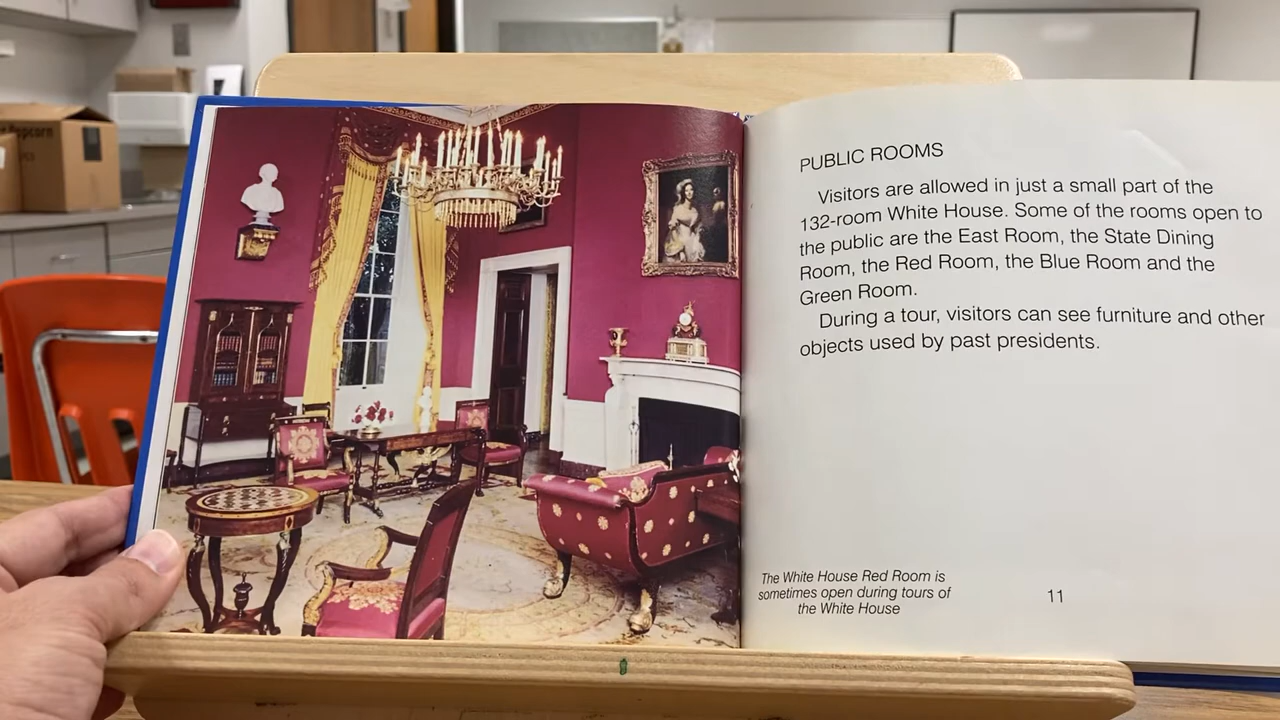 opcorn
PUBLIC ROOMS
Visitors are allowed in just a small part of the
132-room White House. Some of the rooms open to
the public are the East Room, the State Dining
Room, the Red Room, the Blue Room and the
Green Room.
During a tour, visitors can see furniture and other
objects used by past presidents.
The White House Red Room is
sometimes open during tours of
the White House
11